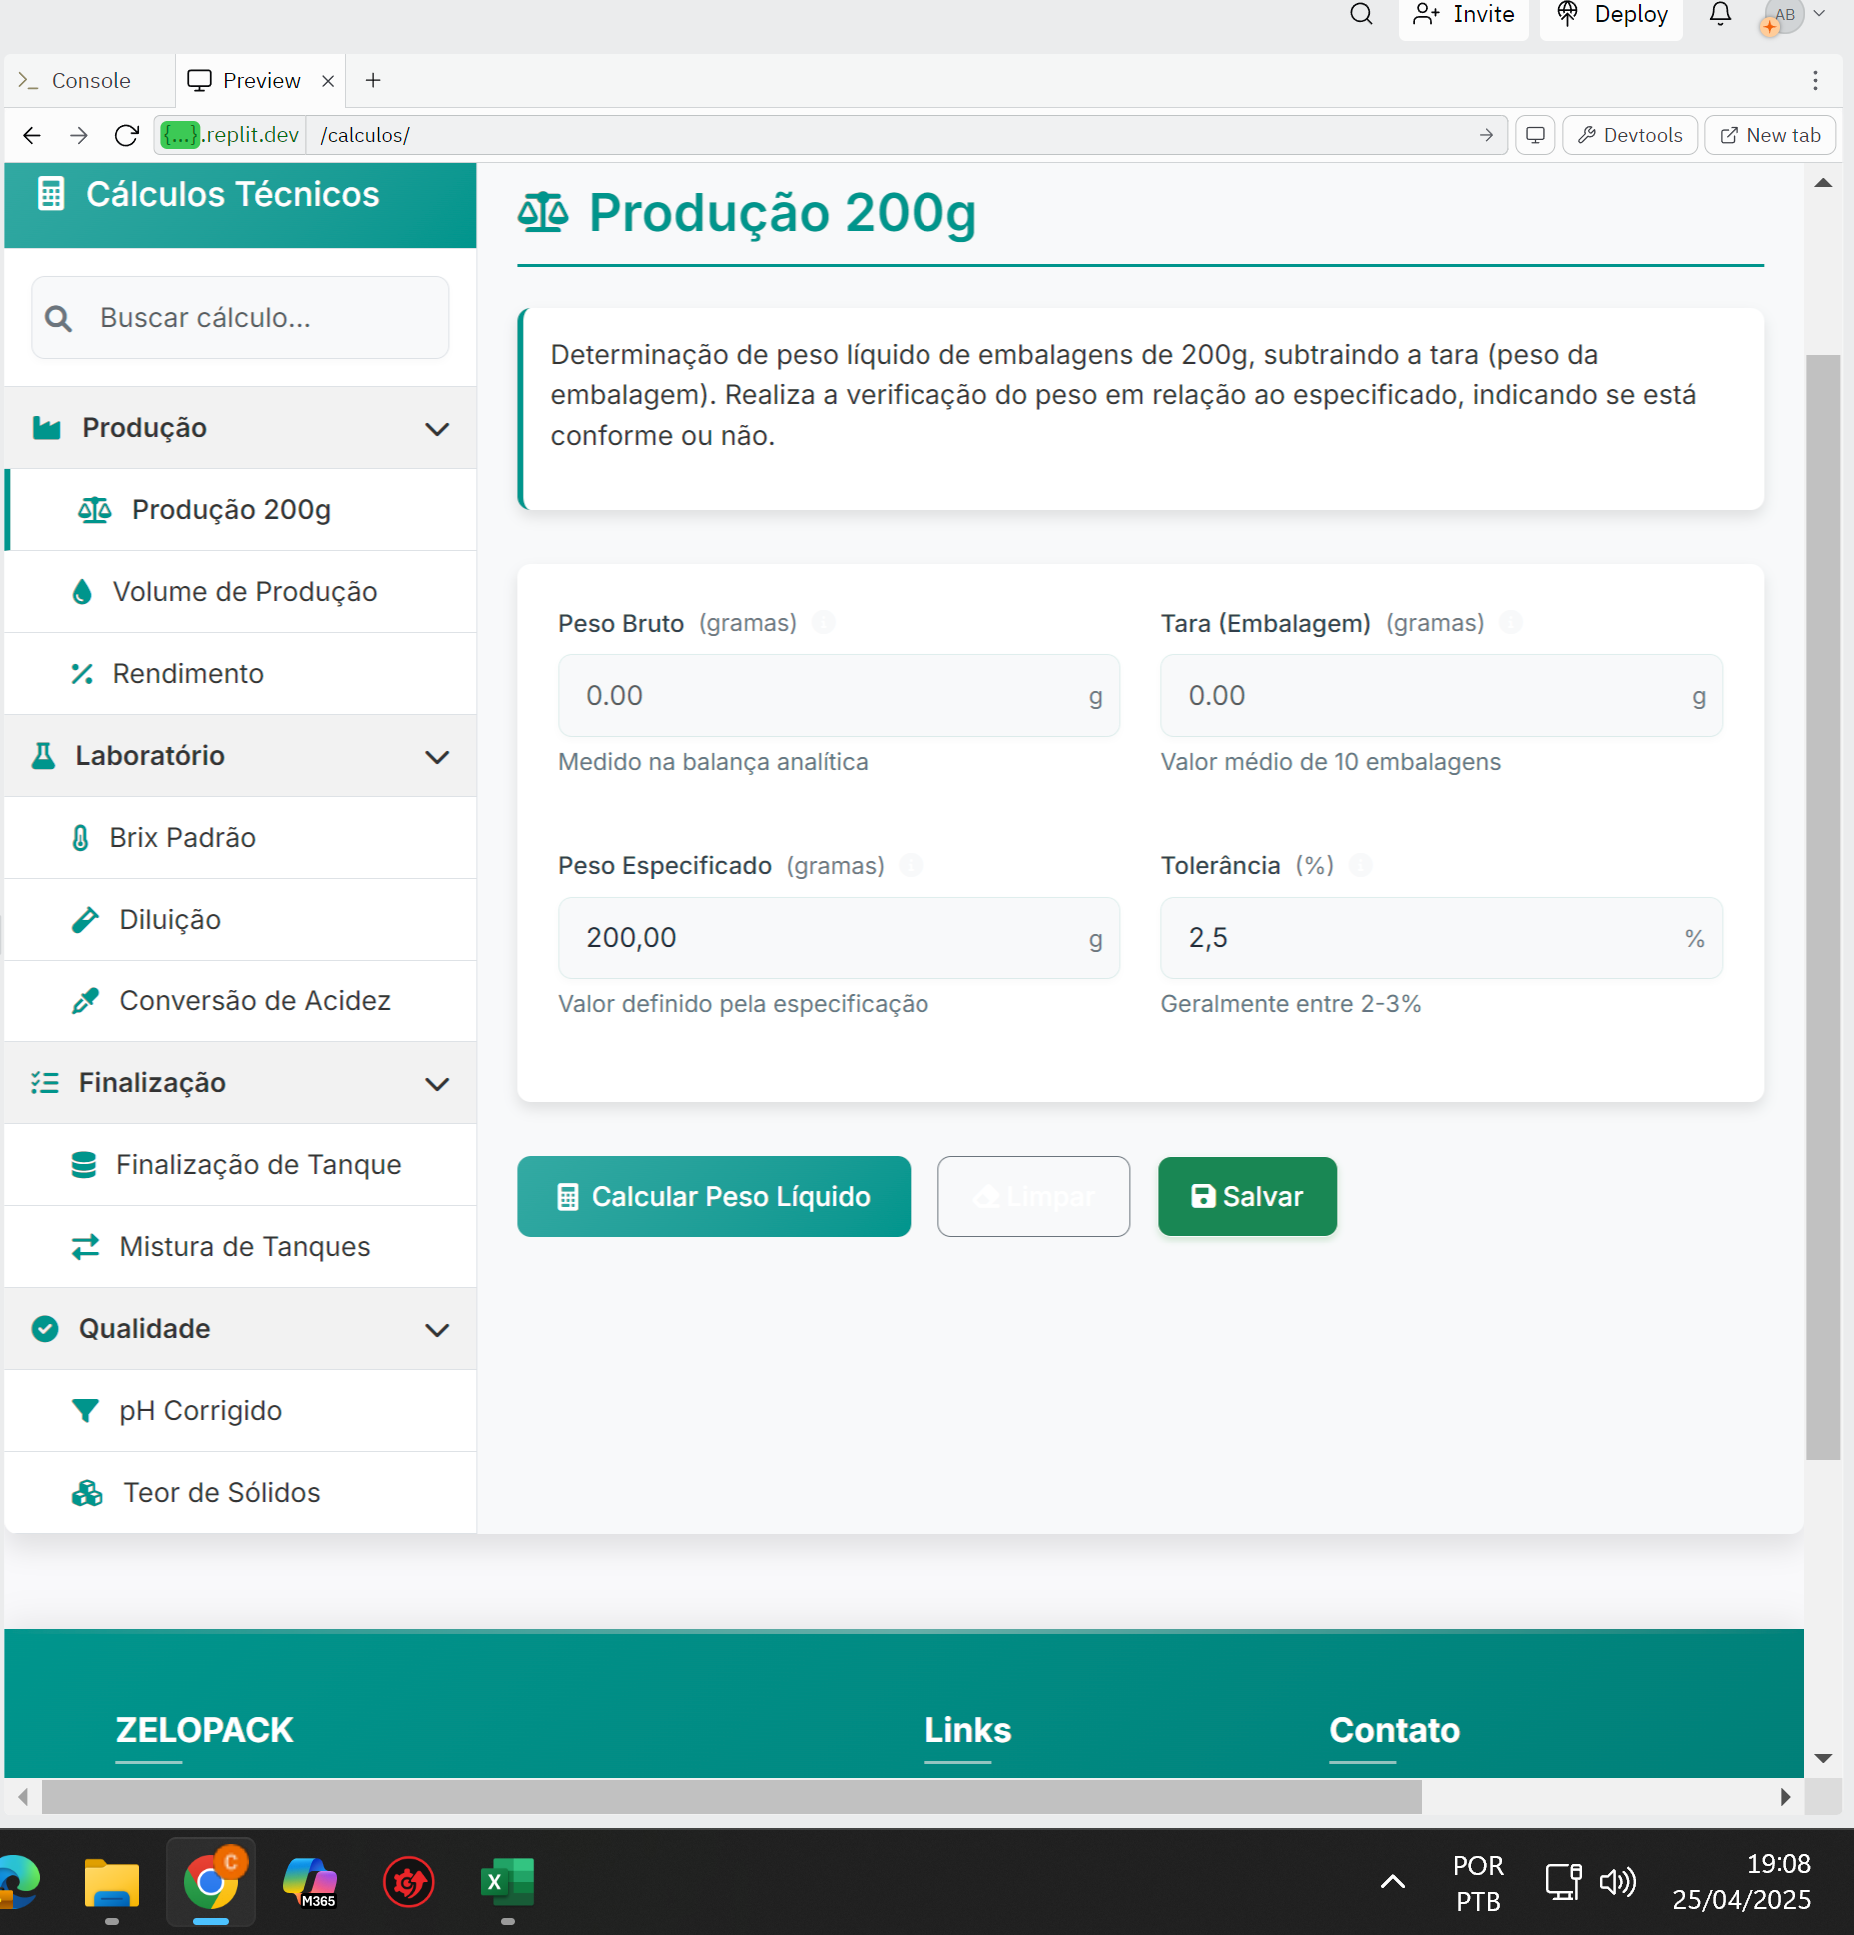 Invite
Deploy
AB
Console
Preview
{...}.replit.dev
/calculos/
Devtools
New tab
Cálculos Técnicos
Buscar cálculo...
Produção
Produção 200g
Volume de Produção
Rendimento
Laboratório
Brix Padrão
Diluição
Conversão de Acidez
Finalização
Finalização de Tanque
Mistura de Tanques
Qualidade
pH Corrigido
Teor de Sólidos
Produção 200g
Determinação de peso líquido de embalagens de 200g, subtraindo a tara (peso da
embalagem). Realiza a verificação do peso em relação ao especificado, indicando se está
conforme ou não.
Peso Bruto (gramas)
0.00 g
Medido na balança analítica
Tara (Embalagem) (gramas)
0.00 g
Valor médio de 10 embalagens
Peso Especificado (gramas)
200,00 g
Valor definido pela especificação
Tolerância (%)
2,5 %
Geralmente entre 2-3%
Calcular Peso Líquido
Limpar
Salvar
ZELOPACK
Links
Contato
C
M365
X
POR
PTB
19:08
25/04/2025